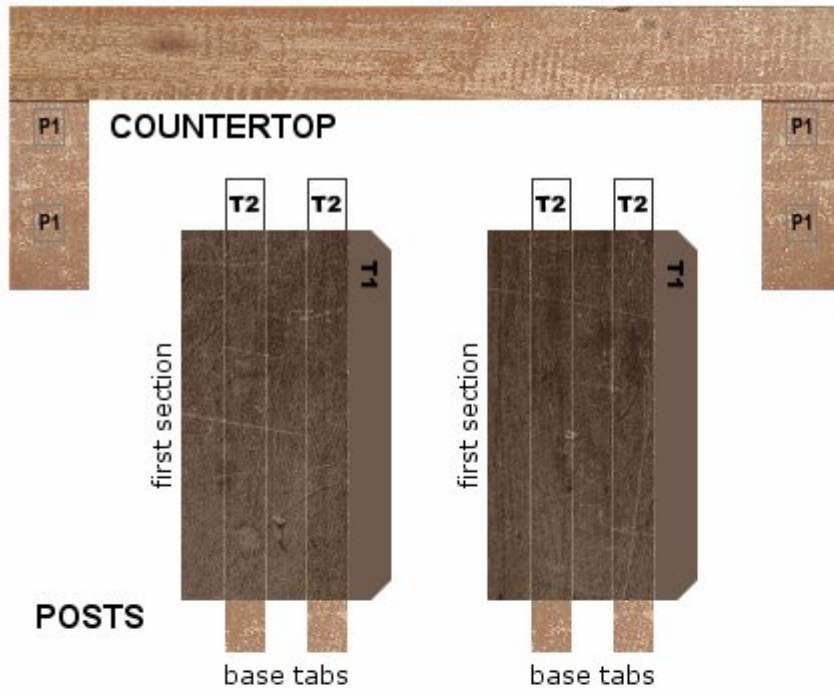 P1
COUNTERTOP
P1
P1
P1
T2
T2
T2
T2
T1
T1
first section
first section
POSTS
base tabs
base tabs